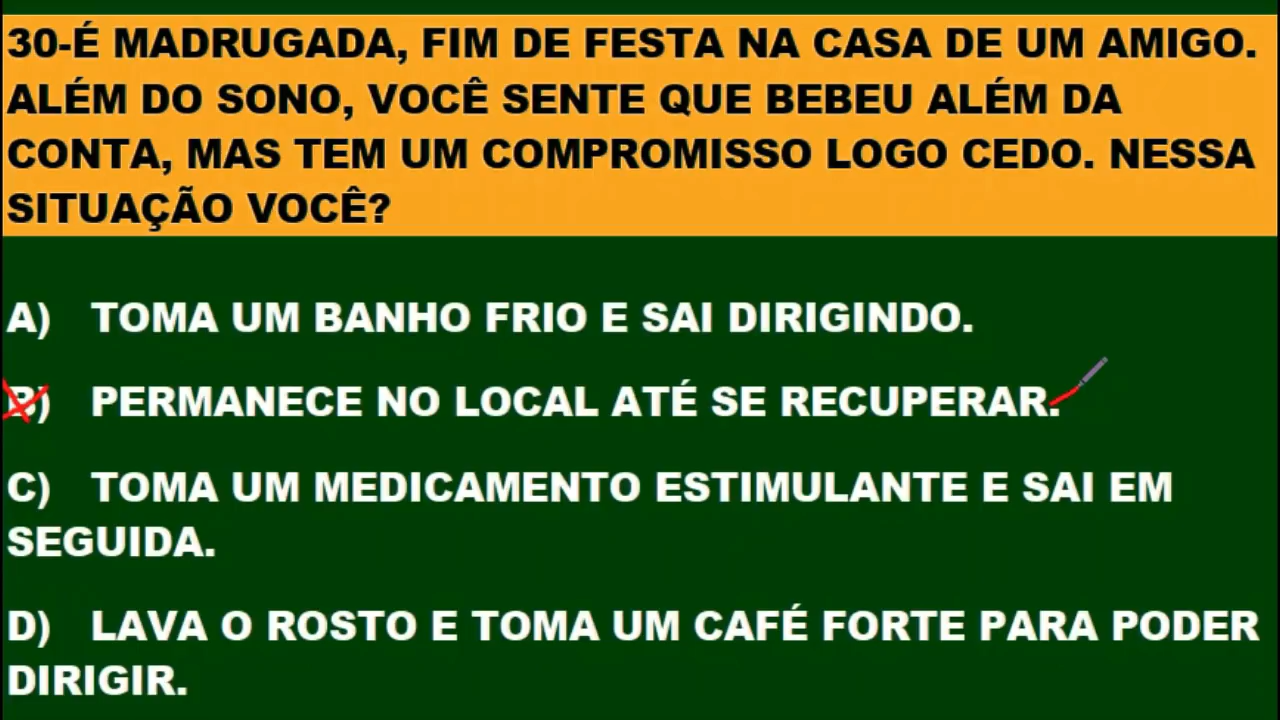 30-É MADRUGADA, FIM DE FESTA NA CASA DE UM AMIGO.
ALÉM DO SONO, VOCÊ SENTE QUE BEBEU ALÉM DA
CONTA, MAS TEM UM COMPROMISSO LOGO CEDO. NESSA
SITUAÇÃO VOCÊ?
A) TOMA UM BANHO FRIO E SAI DIRIGINDO.
B) PERMANECE NO LOCAL ATÉ SE RECUPERAR.
C) TOMA UM MEDICAMENTO ESTIMULANTE E SAI EM
SEGUIDA.
D) LAVA O ROSTO E TOMA UM CAFÉ FORTE PARA PODER
DIRIGIR.